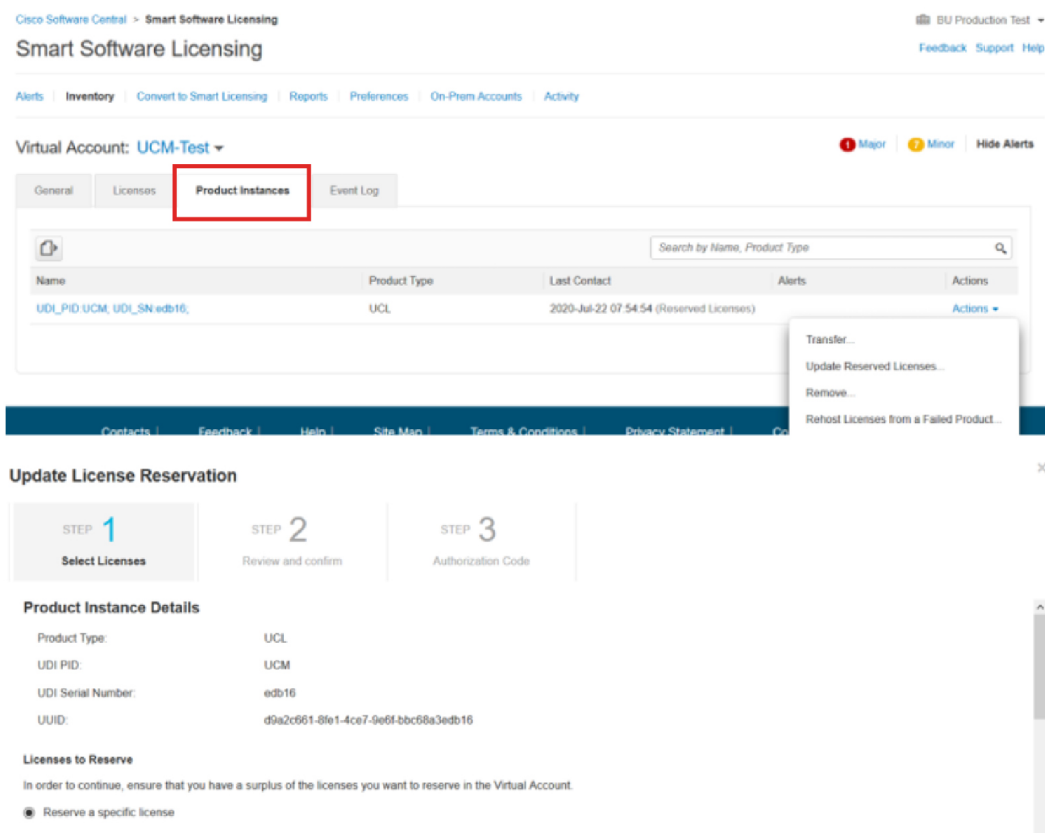 Cisco Software Central > Smart Software Licensing
BU Production Test
Smart Software Licensing
Feedback Support Help
Alerts Inventory Convert to Smart Licensing Reports Preferences On-Prem Accounts Activity
Virtual Account: UCM-Test
1 Major 7 Minor Hide Alerts
General Licenses Product Instances Event Log
Search by Name, Product Type
Name Product Type Last Contact Alerts Actions
UDI_PID:UCM; UDI_SN:edb16; UCL 2020-Jul-22 07:54:54 (Reserved Licenses) Actions
Transfer...
Update Reserved Licenses...
Remove...
Rehost Licenses from a Failed Product...
Contacts | Feedback | Help | Site Map | Terms & Conditions | Privacy Statement | Co
Update License Reservation
STEP 1 STEP 2 STEP 3
Select Licenses Review and confirm Authorization Code
Product Instance Details
Product Type: UCL
UDI PID: UCM
UDI Serial Number: edb16
UUID: d9a2c661-8fe1-4ce7-9e6f-bbc68a3edb16
Licenses to Reserve
In order to continue, ensure that you have a surplus of the licenses you want to reserve in the Virtual Account.
Reserve a specific license